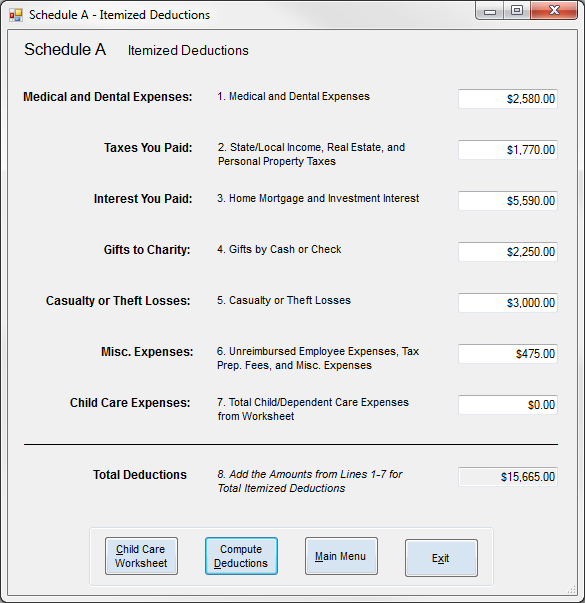 Schedule A - Itemized Deductions
Schedule A Itemized Deductions
Medical and Dental Expenses: 1. Medical and Dental Expenses $2,580.00
Taxes You Paid: 2. State/Local Income, Real Estate, and $1,770.00
Personal Property Taxes
Interest You Paid: 3. Home Mortgage and Investment Interest $5,590.00
Gifts to Charity: 4. Gifts by Cash or Check $2,250.00
Casualty or Theft Losses: 5. Casualty or Theft Losses $3,000.00
Misc. Expenses: 6. Unreimbursed Employee Expenses, Tax $475.00
Prep. Fees, and Misc. Expenses
Child Care Expenses: 7. Total Child/Dependent Care Expenses $0.00
from Worksheet
Total Deductions 8. Add the Amounts from Lines 1-7 for $15,665.00
Total Itemized Deductions
Child Care
Worksheet
Compute
Deductions
Main Menu
Exit